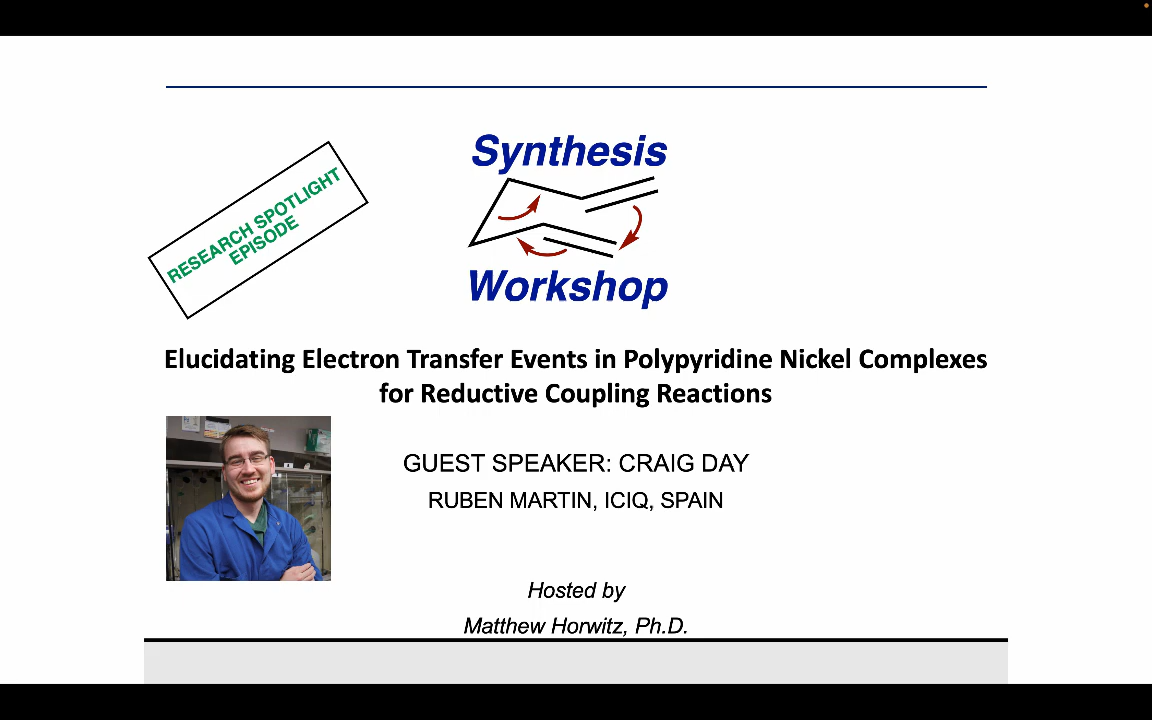 RESEARCH SPOTLIGHT
EPISODE
Synthesis
Workshop
Elucidating Electron Transfer Events in Polypyridine Nickel Complexes
for Reductive Coupling Reactions
GUEST SPEAKER: CRAIG DAY
RUBEN MARTIN, ICIQ, SPAIN
Hosted by
Matthew Horwitz, Ph.D.